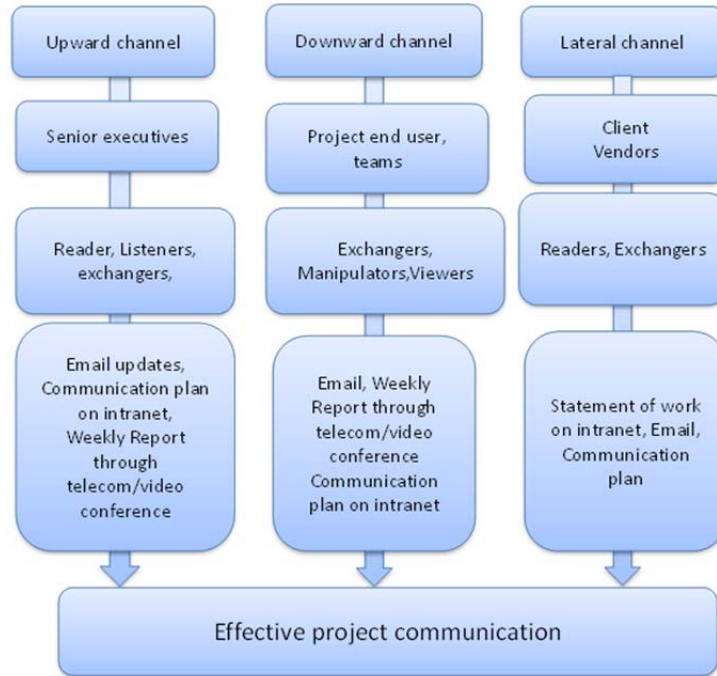 Upward channel
Senior executives
Reader, Listeners,
exchangers,
Email updates,
Communication plan
on intranet,
Weekly Report
through
telecom/video
conference
Downward channel
Project end user,
teams
Exchangers,
Manipulators,Viewers
Email, Weekly
Report through
telecom/video
conference
Communication
plan on intranet
Lateral channel
Client
Vendors
Readers, Exchangers
Statement of work
on intranet, Email,
Communication
plan
Effective project communication